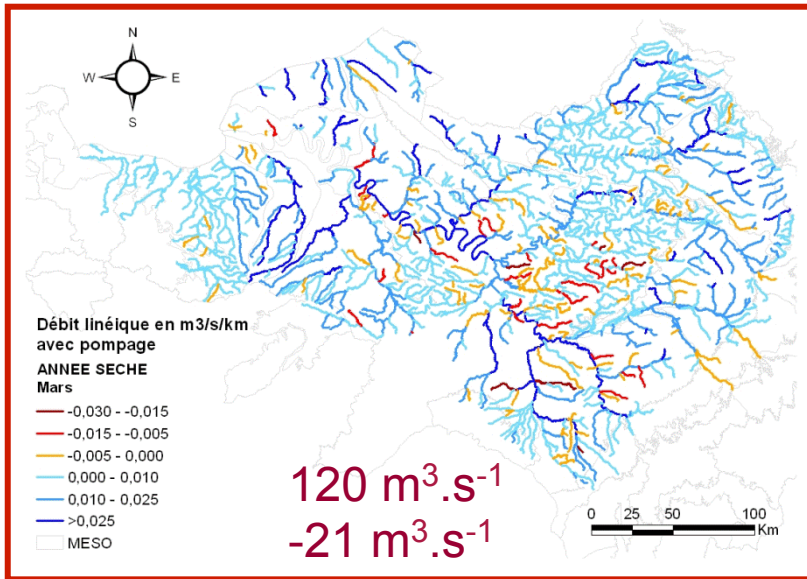 N
W E
S
Débit linéique en m3/s/km
avec pompage
ANNEE SECHE
Mars
-0,030 - -0,015
-0,015 - -0,005
-0,005 - 0,000
0,000 - 0,010
0,010 - 0,025
>0,025
MESO
120 m³.s⁻¹
-21 m³.s⁻¹
0 25 50 100
Km